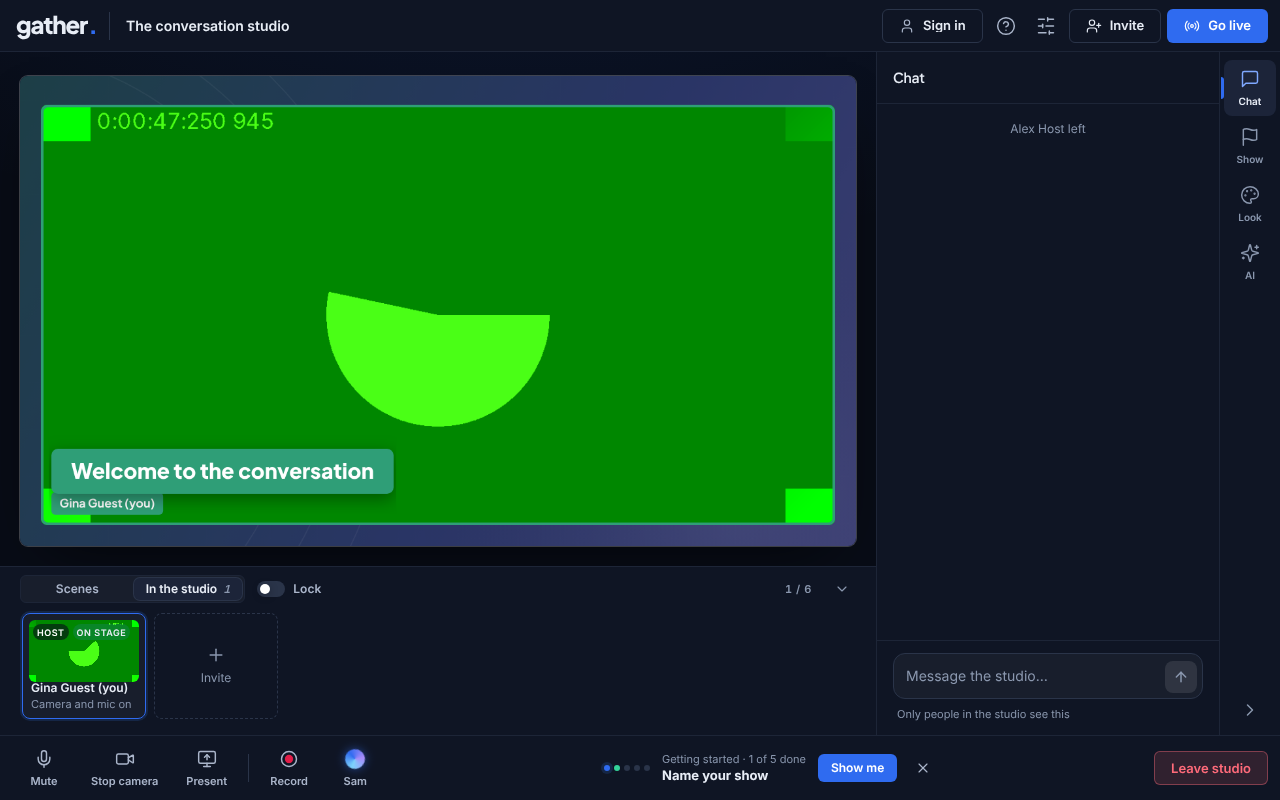 gather.
The conversation studio
Sign in
Invite
Go live
0:00:47:250 945
Welcome to the conversation
Gina Guest (you)
Chat
Alex Host left
Message the studio...
Only people in the studio see this
Chat
Show
Look
AI
Scenes
In the studio 1
Lock
1 / 6
HOST
ON STAGE
Gina Guest (you)
Camera and mic on
Invite
Mute
Stop camera
Present
Record
Sam
Getting started · 1 of 5 done
Name your show
Show me
Leave studio